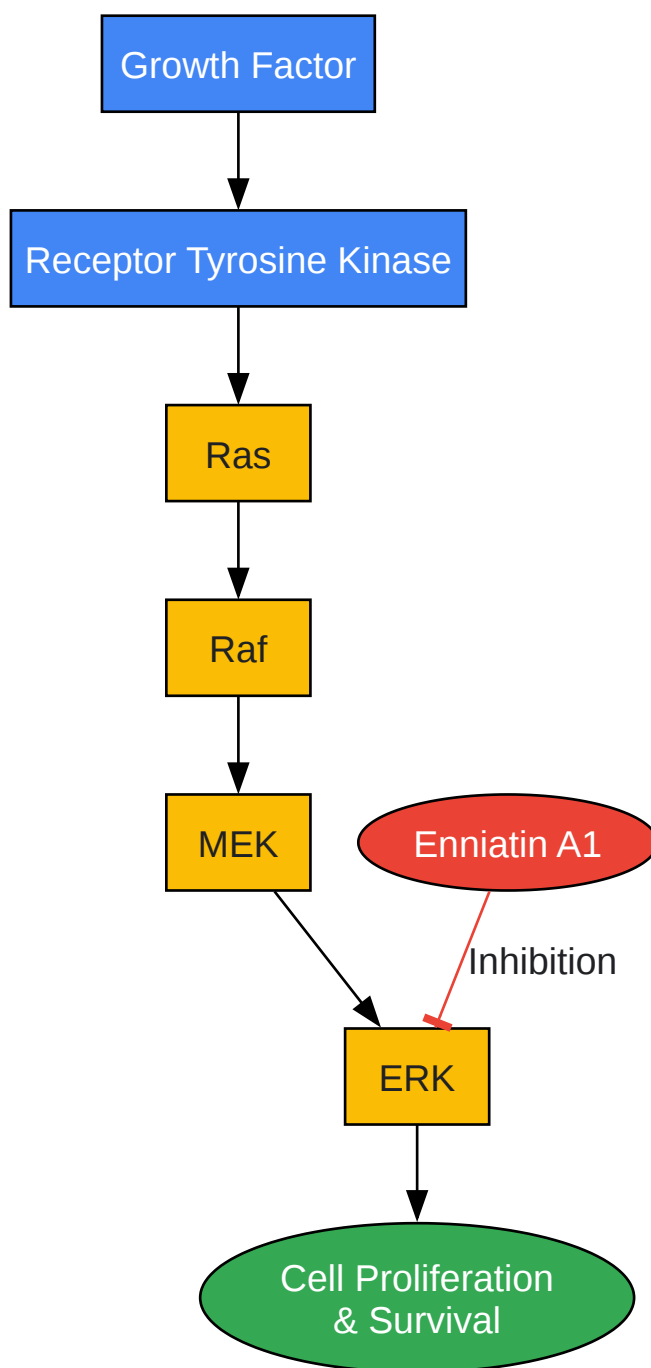 Growth Factor
Receptor Tyrosine Kinase
Ras
Raf
MEK
Enniatin A1
Inhibition
ERK
Cell Proliferation
& Survival